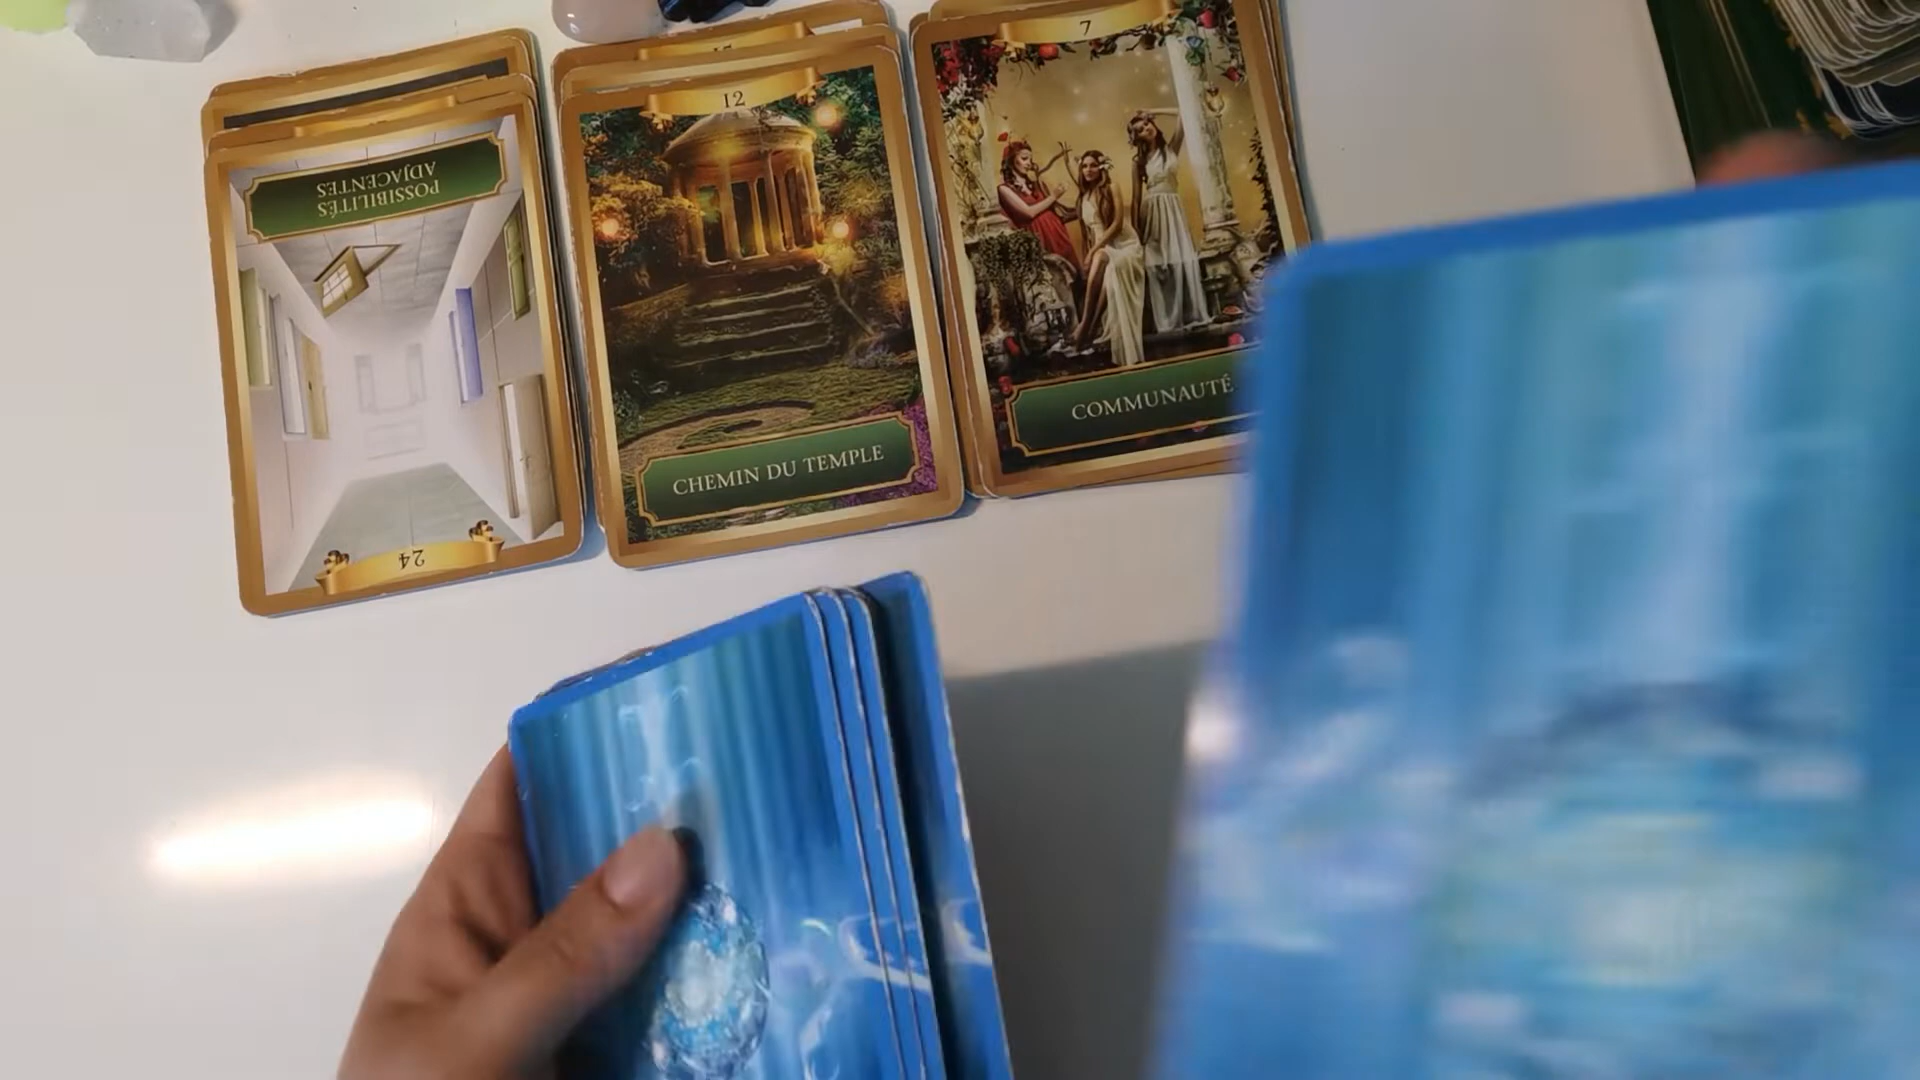 POSSIBILITÉS
ADJACENTES
24
12
CHEMIN DU TEMPLE
7
COMMUNAUTÉ